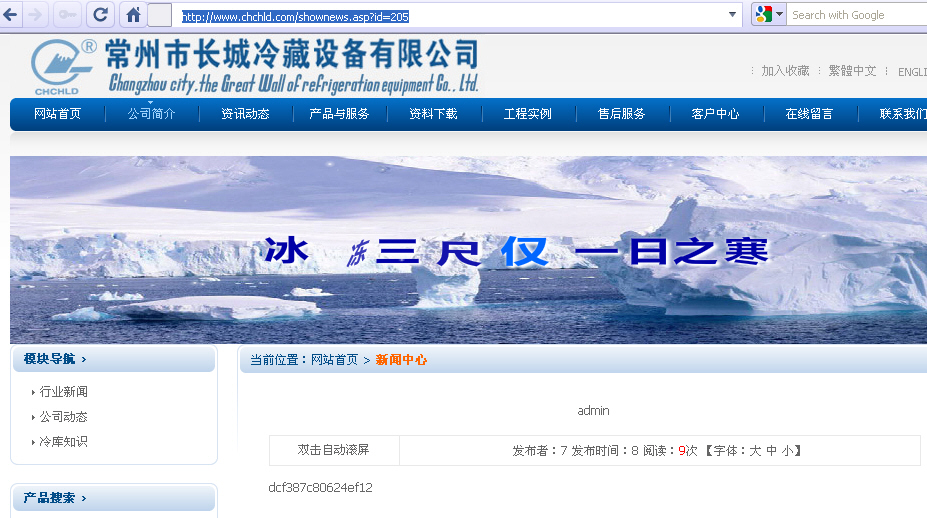 http://www.chchld.com/shownews.asp?id=205
Search with Google
® 常州市长城冷藏设备有限公司
Changzhou city.the Great Wall of refrigeration equipment Co., Ltd.
CHCHLD
加入收藏 繁體中文 ENGLI
网站首页 公司简介 资讯动态 产品与服务 资料下载 工程实例 售后服务 客户中心 在线留言 联系我们
冰 冻 三 尺 仅 一日之寒
模块导航 ›
行业新闻
公司动态
冷库知识
产品搜索 ›
当前位置：网站首页 > 新闻中心
admin
双击自动滚屏 发布者：7 发布时间：8 阅读：9次 【字体：大 中 小】
dcf387c80624ef12